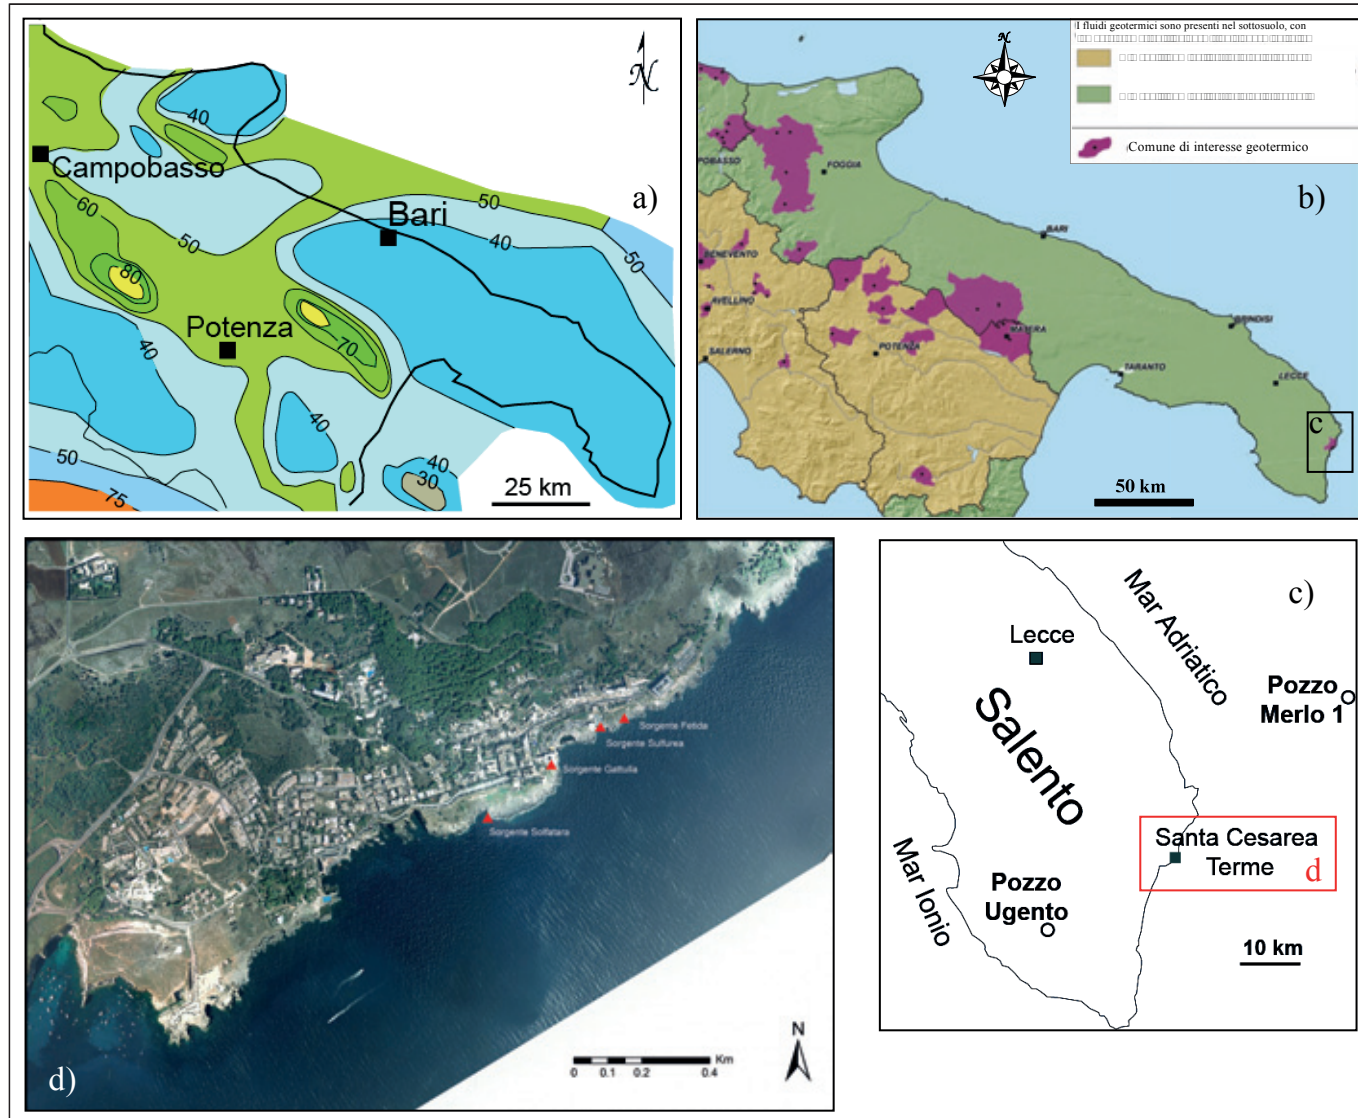 N
40
Campobasso
a)
60
50
Bari
50
40
50
80
Potenza
40
70
40
50
75
40
30
25 km
I fluidi geotermici sono presenti nel sottosuolo, con
N
Comune di interesse geotermico
FOGGIA
b)
BARI
BENEVENTO
AVELLINO
MATERA
BRINDISI
SALERNO
POTENZA
TARANTO
LECCE
c
50 km
Sorgente Fetida
Sorgente Sulfurea
Sorgente Gattulla
Sorgente Solfatara
N
Km
0 0.1 0.2 0.4
d)
c)
Mar Adriatico
Lecce
Pozzo
Merlo 1
Salento
Santa Cesarea
Terme
d
Mar Ionio
Pozzo
Ugento
10 km